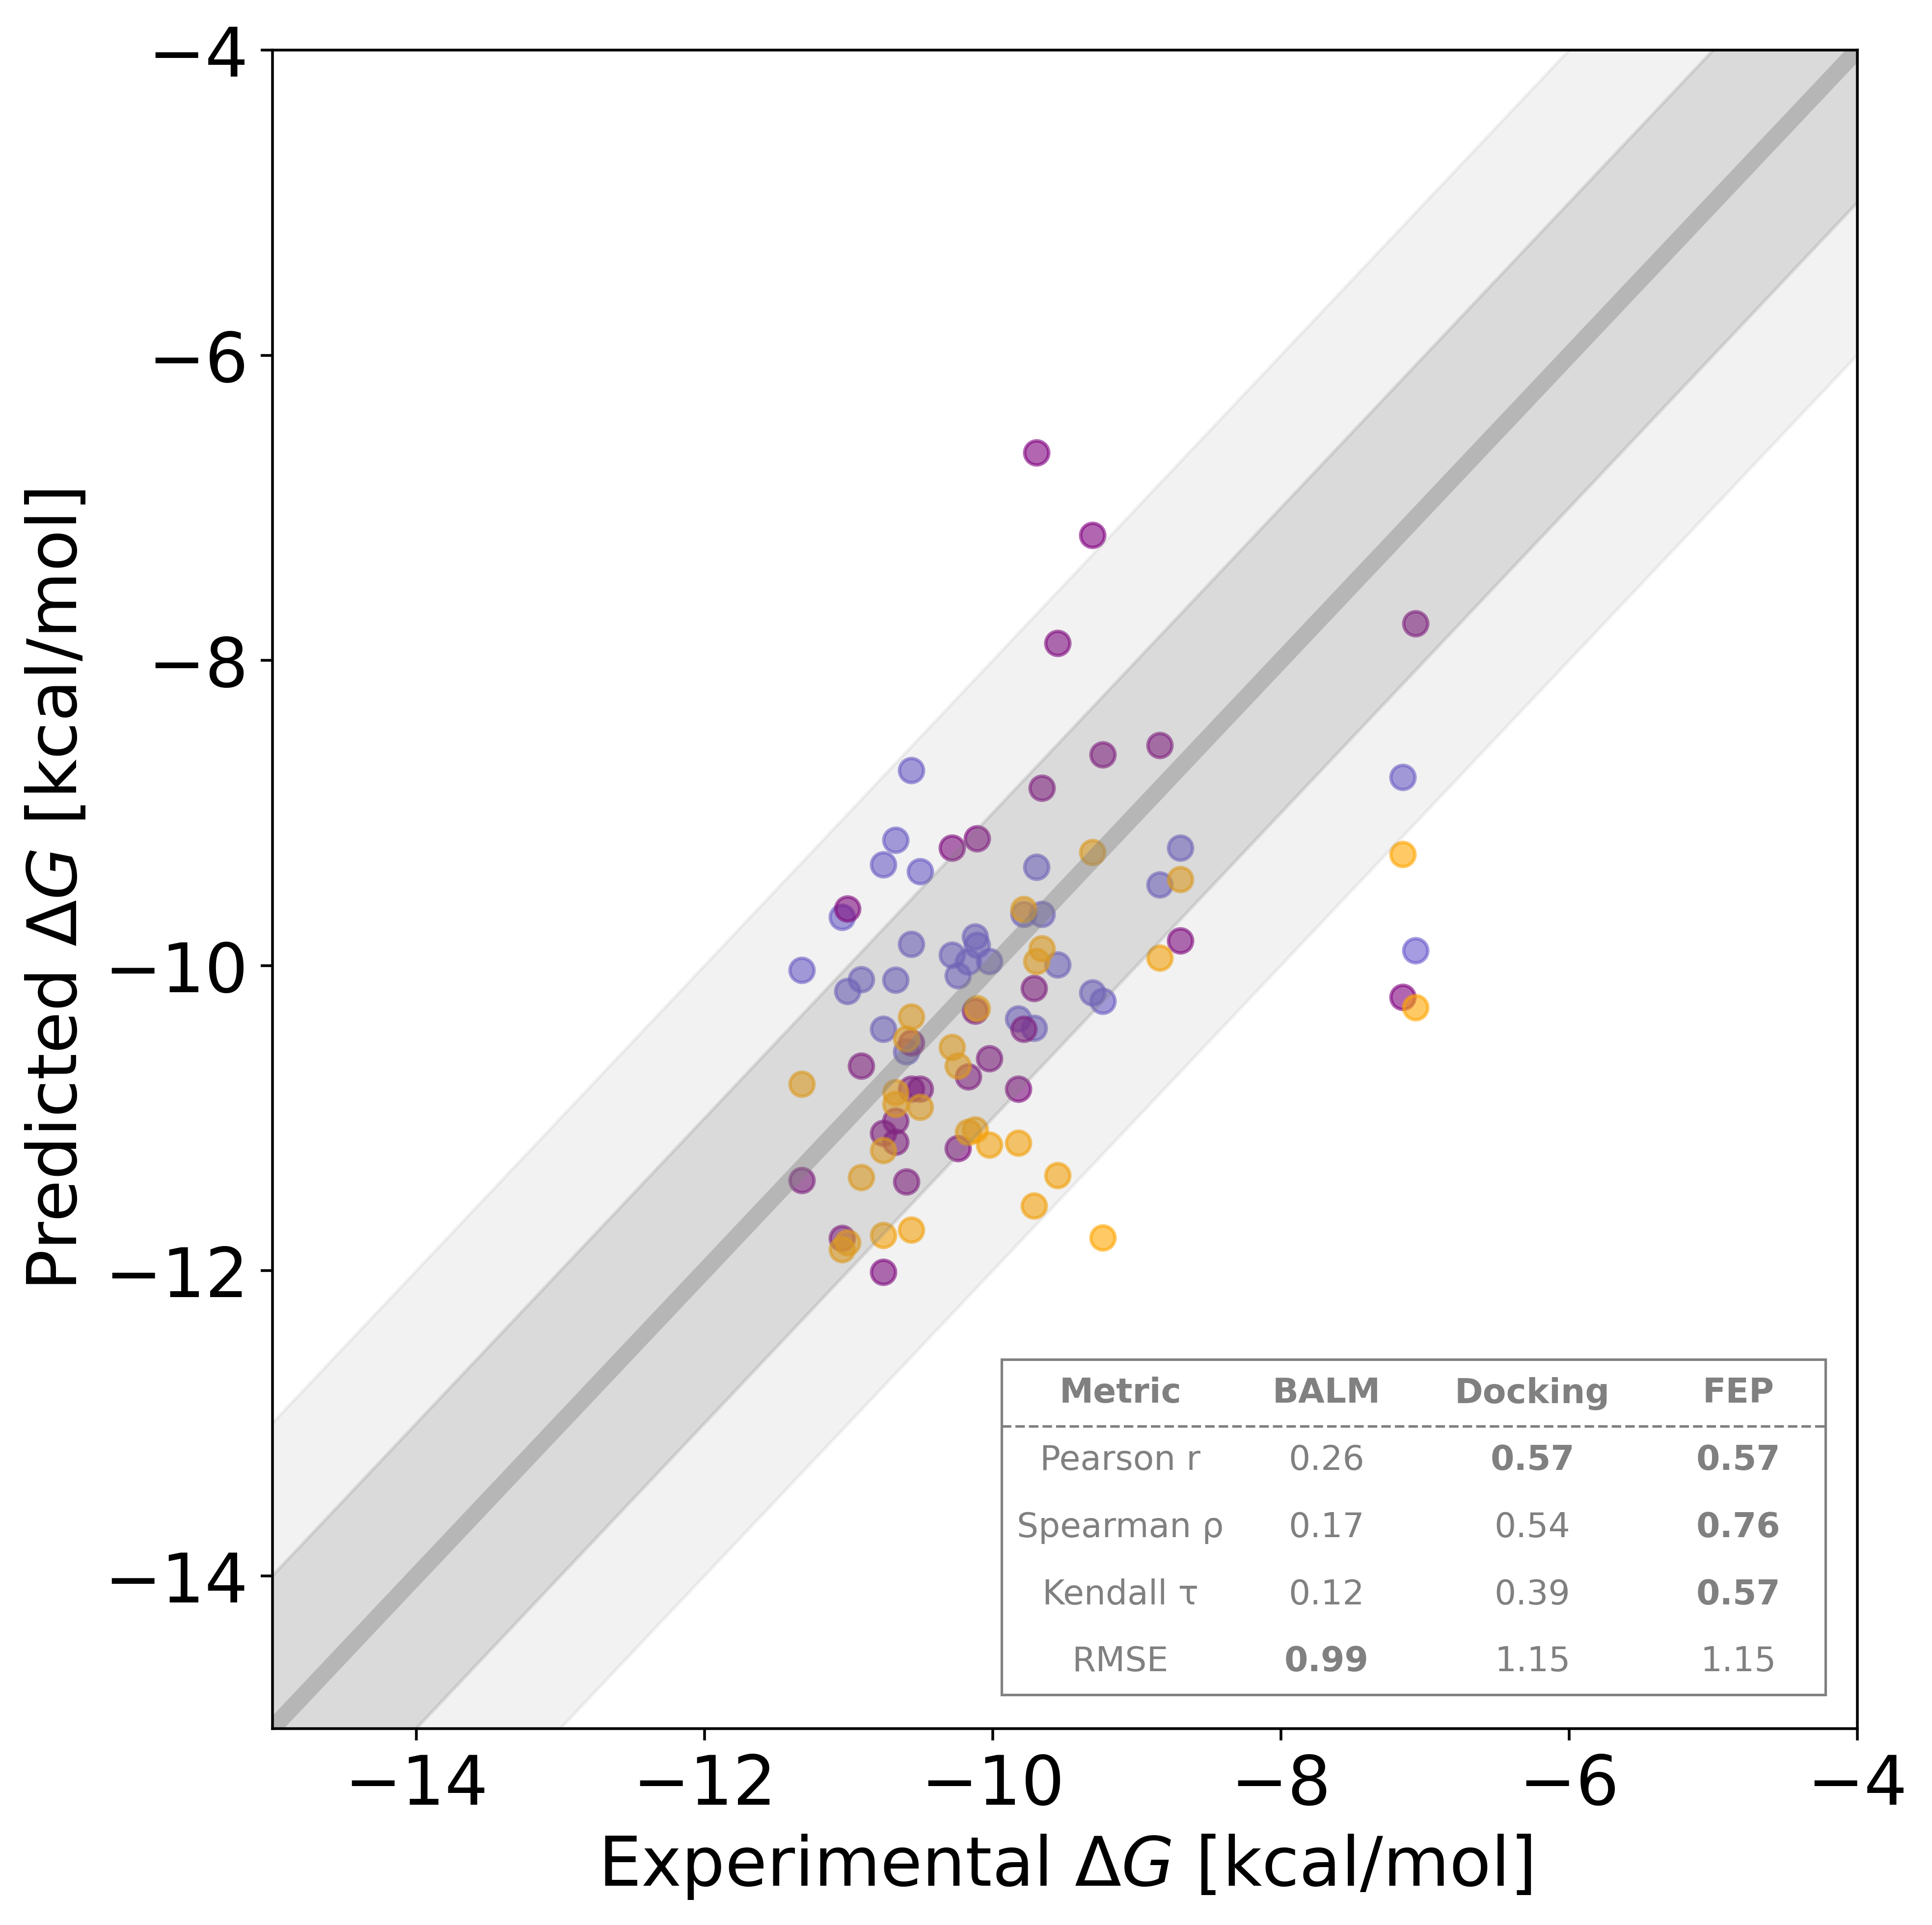 −4
−6
−8
−10
−12
−14
Predicted ΔG [kcal/mol]
Metric BALM Docking FEP
Pearson r 0.26 0.57 0.57
Spearman ρ 0.17 0.54 0.76
Kendall τ 0.12 0.39 0.57
RMSE 0.99 1.15 1.15
−14 −12 −10 −8 −6 −4
Experimental ΔG [kcal/mol]